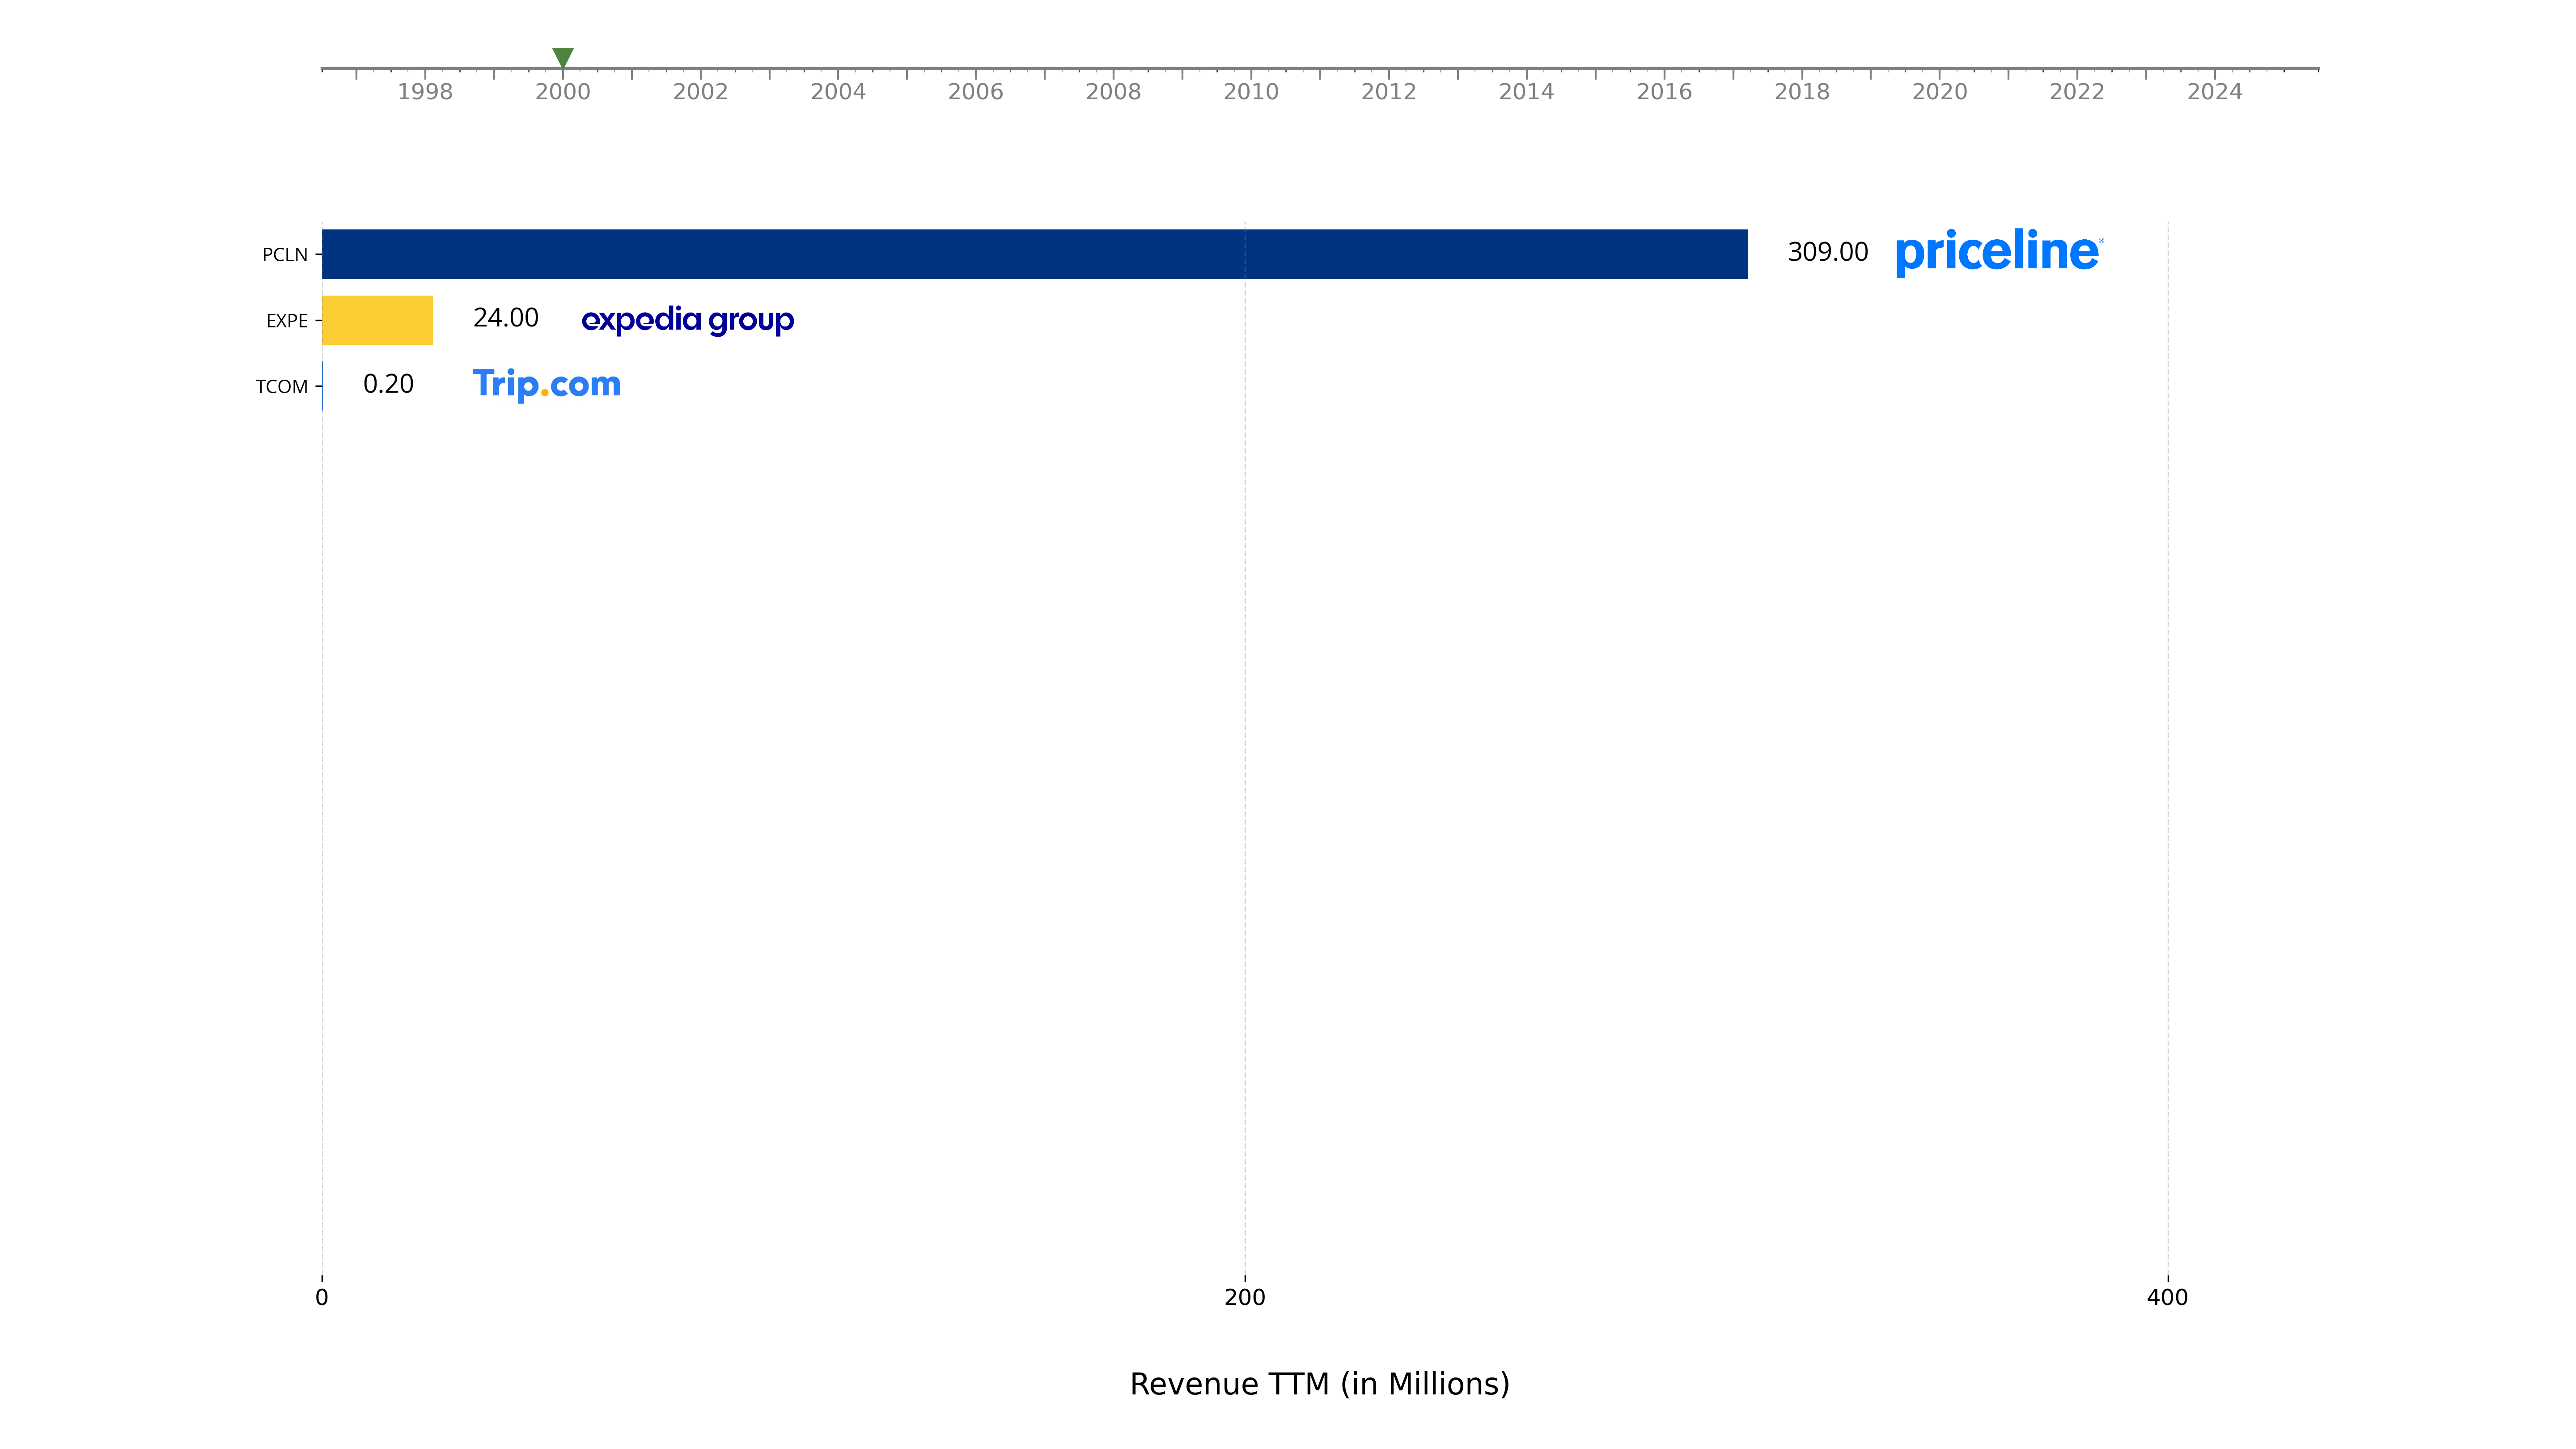 1998 2000 2002 2004 2006 2008 2010 2012 2014 2016 2018 2020 2022 2024
PCLN 309.00 priceline®
EXPE 24.00 expedia group
TCOM 0.20 Trip.com
0 200 400
Revenue TTM (in Millions)